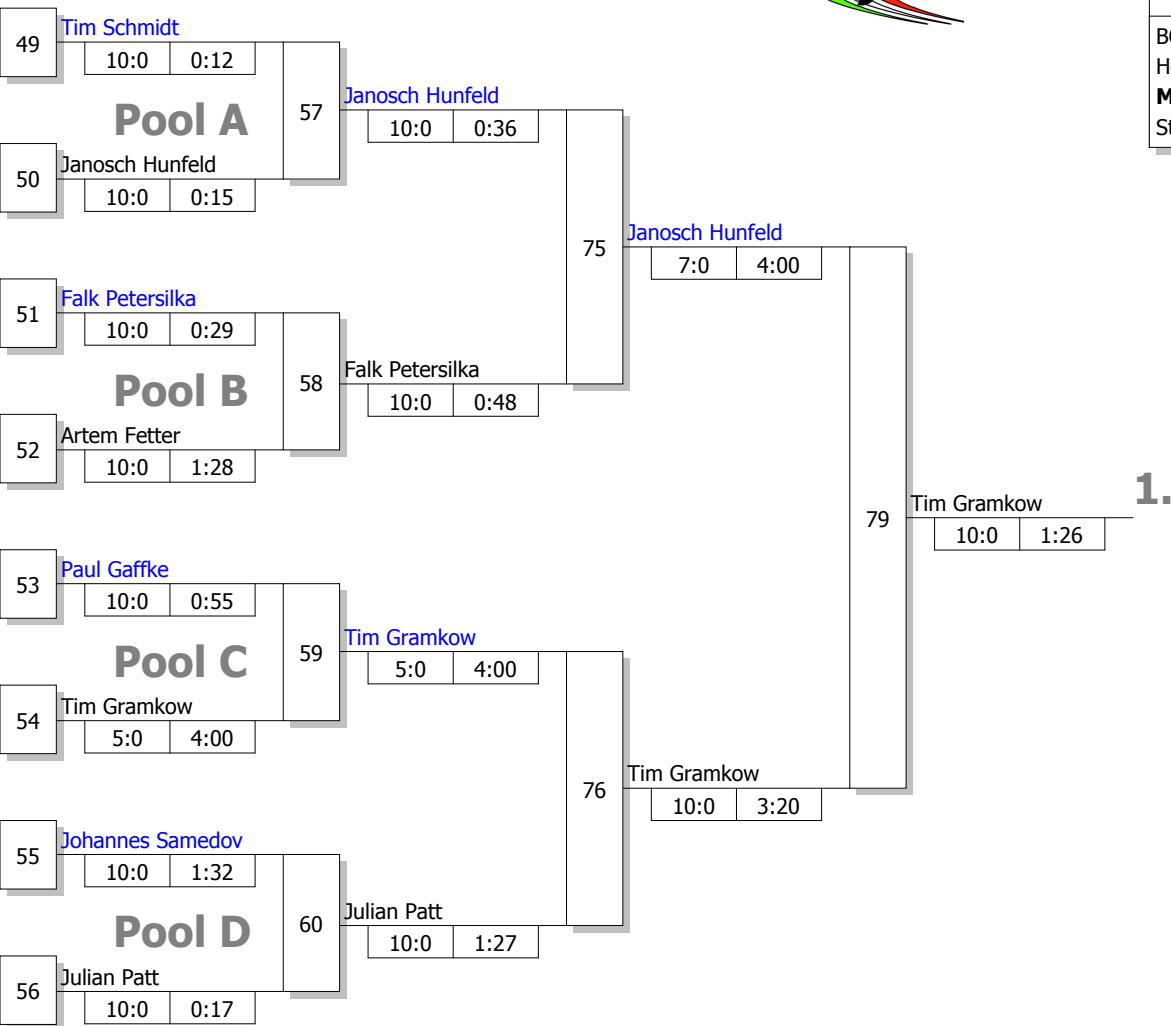 49
Tim Schmidt
10:0 0:12
Pool A
57
Janosch Hunfeld
10:0 0:36
50
Janosch Hunfeld
10:0 0:15
75
Janosch Hunfeld
7:0 4:00
51
Falk Petersilka
10:0 0:29
Pool B
58
Falk Petersilka
10:0 0:48
52
Artem Fetter
10:0 1:28
79
Tim Gramkow
10:0 1:26
1.
53
Paul Gaffke
10:0 0:55
Pool C
59
Tim Gramkow
5:0 4:00
54
Tim Gramkow
5:0 4:00
76
Tim Gramkow
10:0 3:20
55
Johannes Samedov
10:0 1:32
Pool D
60
Julian Patt
10:0 1:27
56
Julian Patt
10:0 0:17